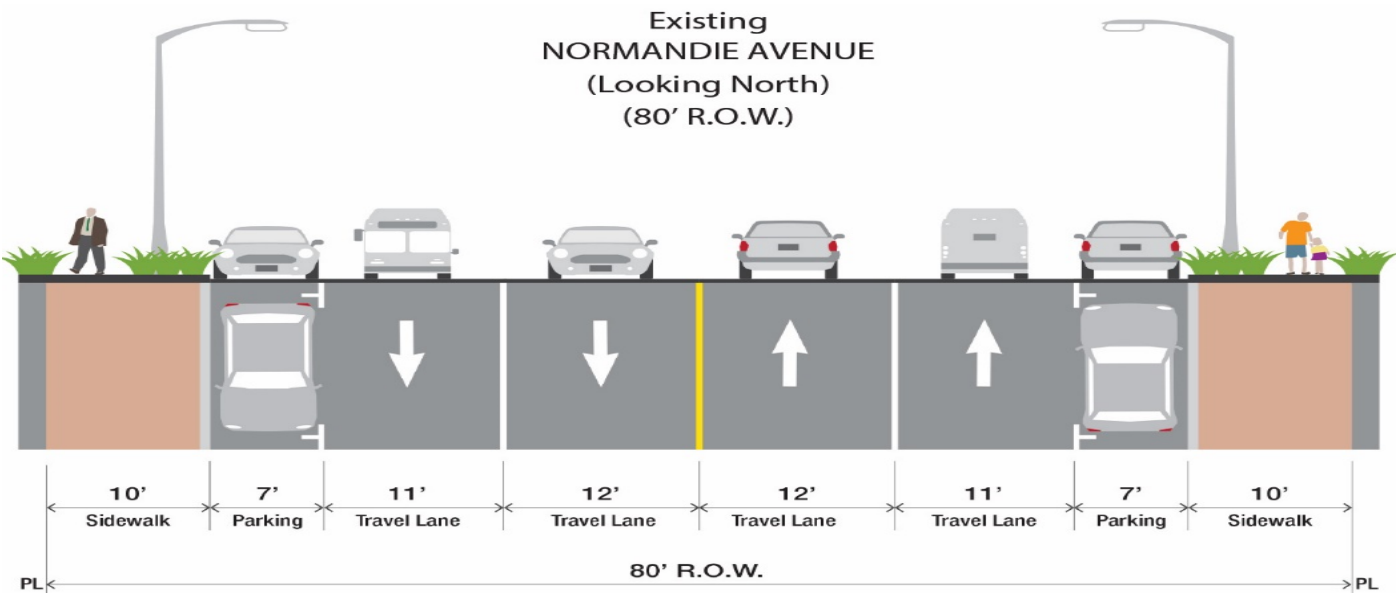 Existing
NORMANDIE AVENUE
(Looking North)
(80' R.O.W.)
10' 7' 11' 12' 12' 11' 7' 10'
Sidewalk Parking Travel Lane Travel Lane Travel Lane Travel Lane Parking Sidewalk
80' R.O.W.
PL PL